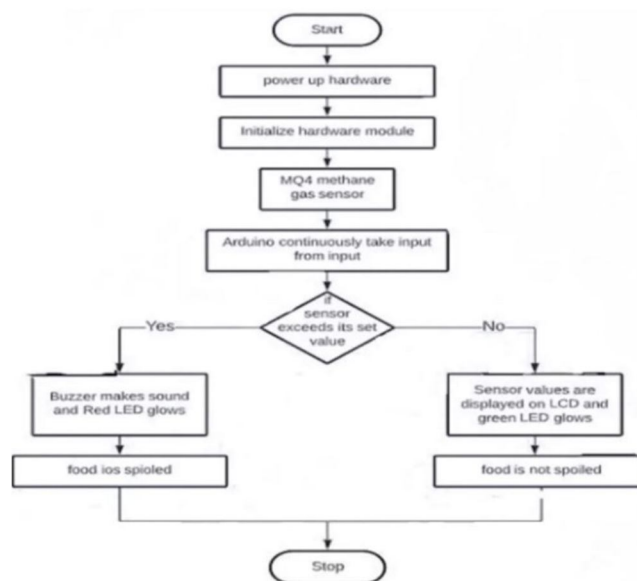 Start
power up hardware
Initialize hardware module
MQ4 methane
gas sensor
Arduino continuously take input
from input
if
sensor
exceeds its set
value
Yes
No
Buzzer makes sound
and Red LED glows
Sensor values are
displayed on LCD and
green LED glows
food ios spioled
food is not spoiled
Stop